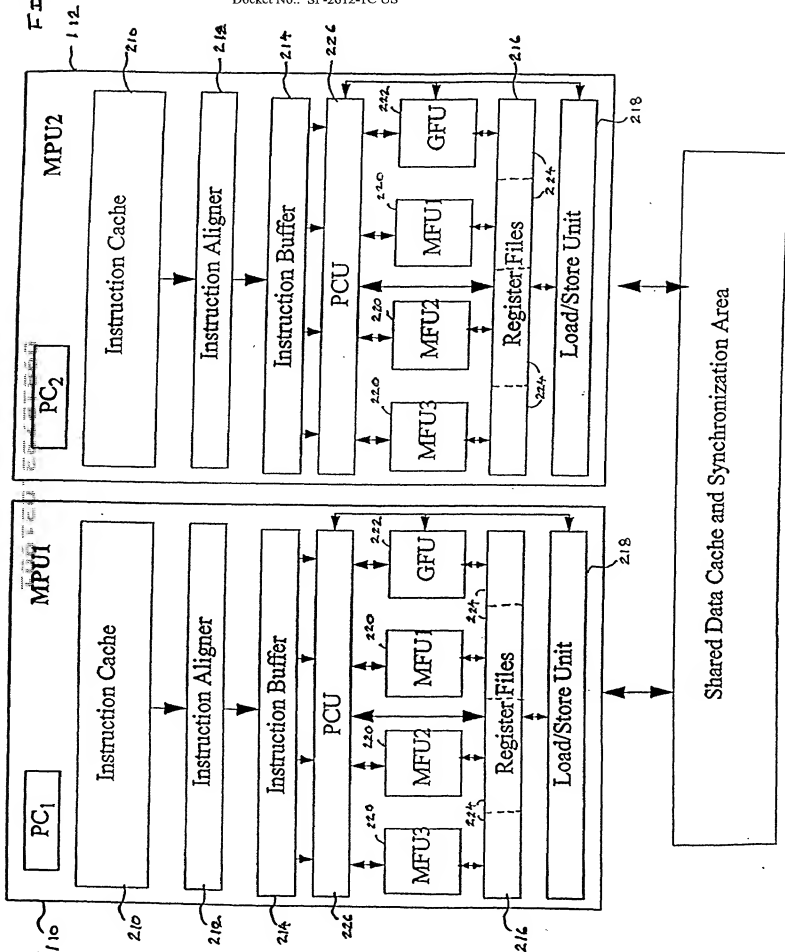 Docket No.: SP-2612-1C US
112
MPU2
PC2
210
Instruction Cache
212
Instruction Aligner
214
Instruction Buffer
226
PCU
220
MFU3
220
MFU2
220
MFU1
222
GFU
216
Register Files
224
224
Load/Store Unit
218
110
MPU1
PC1
210
Instruction Cache
212
Instruction Aligner
214
Instruction Buffer
226
PCU
220
MFU3
220
MFU2
220
MFU1
222
GFU
216
Register Files
224
224
Load/Store Unit
218
Shared Data Cache and Synchronization Area